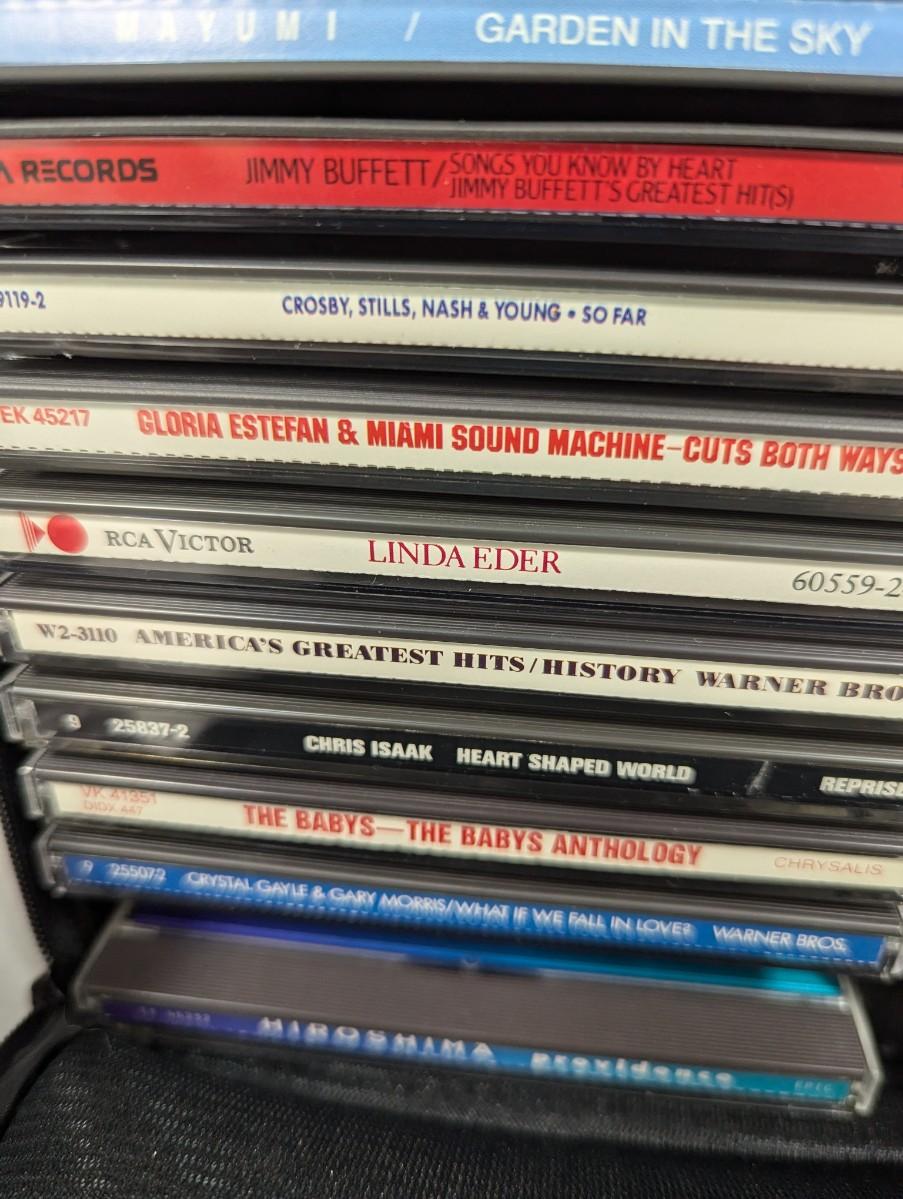 MAYUMI / GARDEN IN THE SKY
RECORDS JIMMY BUFFETT/SONGS YOU KNOW BY HEART
JIMMY BUFFETT'S GREATEST HIT(S)
9119-2 CROSBY, STILLS, NASH & YOUNG • SO FAR
EK 45217 GLORIA ESTEFAN & MIAMI SOUND MACHINE-CUTS BOTH WAYS
RCA VICTOR LINDA EDER 60559-2
W2-3110 AMERICA'S GREATEST HITS/HISTORY WARNER BRO
9 25837-2 CHRIS ISAAK HEART SHAPED WORLD REPRISE
VK 41351
DIDX 447
THE BABYS—THE BABYS ANTHOLOGY CHRYSALIS
9 25507-2 CRYSTAL GAYLE & GARY MORRIS/WHAT IF WE FALL IN LOVE? WARNER BROS.
HIROSHIMA providence EPIC